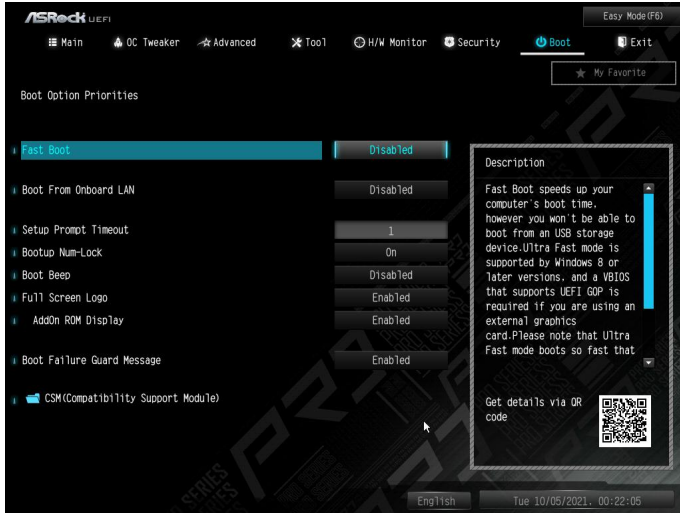 ASRock UEFI
Easy Mode(F6)
Main
OC Tweaker
Advanced
Tool
H/W Monitor
Security
Boot
Exit
My Favorite
Boot Option Priorities
Fast Boot
Disabled
Boot From Onboard LAN
Disabled
Setup Prompt Timeout
1
Bootup Num-Lock
On
Boot Beep
Disabled
Full Screen Logo
Enabled
AddOn ROM Display
Enabled
Boot Failure Guard Message
Enabled
CSM(Compatibility Support Module)
Description
Fast Boot speeds up your
computer's boot time,
however you won't be able to
boot from an USB storage
device.Ultra Fast mode is
supported by Windows 8 or
later versions, and a VBIOS
that supports UEFI GOP is
required if you are using an
external graphics
card.Please note that Ultra
Fast mode boots so fast that
Get details via QR
code
English
Tue 10/05/2021, 00:22:05